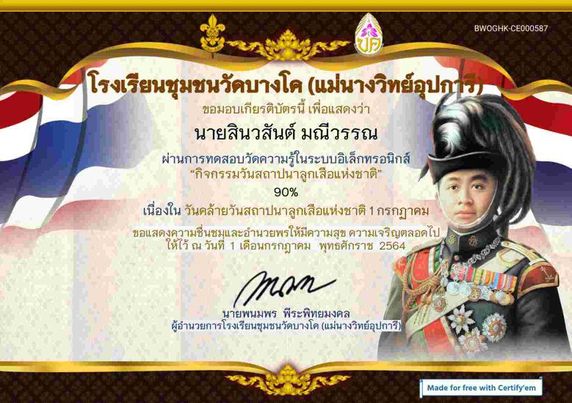 BWOGHK-CE000587
โรงเรียนชุมชนวัดบางโค (แม่นางวิทย์อุปการี)
ขอมอบเกียรติบัตรนี้ เพื่อแสดงว่า
นายสินวสันต์ มณีวรรณ
ผ่านการทดสอบวัดความรู้ในระบบอิเล็กทรอนิกส์
"กิจกรรมวันสถาปนาลูกเสือแห่งชาติ"
90%
เนื่องใน วันคล้ายวันสถาปนาลูกเสือแห่งชาติ 1 กรกฏาคม
ขอแสดงความชื่นชมและอำนวยพรให้มีความสุข ความเจริญตลอดไป
ให้ไว้ ณ วันที่ 1 เดือนกรกฎาคม พุทธศักราช 2564
นายพนมพร พีระพิทยมงคล
ผู้อำนวยการโรงเรียนชุมชนวัดบางโค (แม่นางวิทย์อุปการี)
Made for free with Certify'em